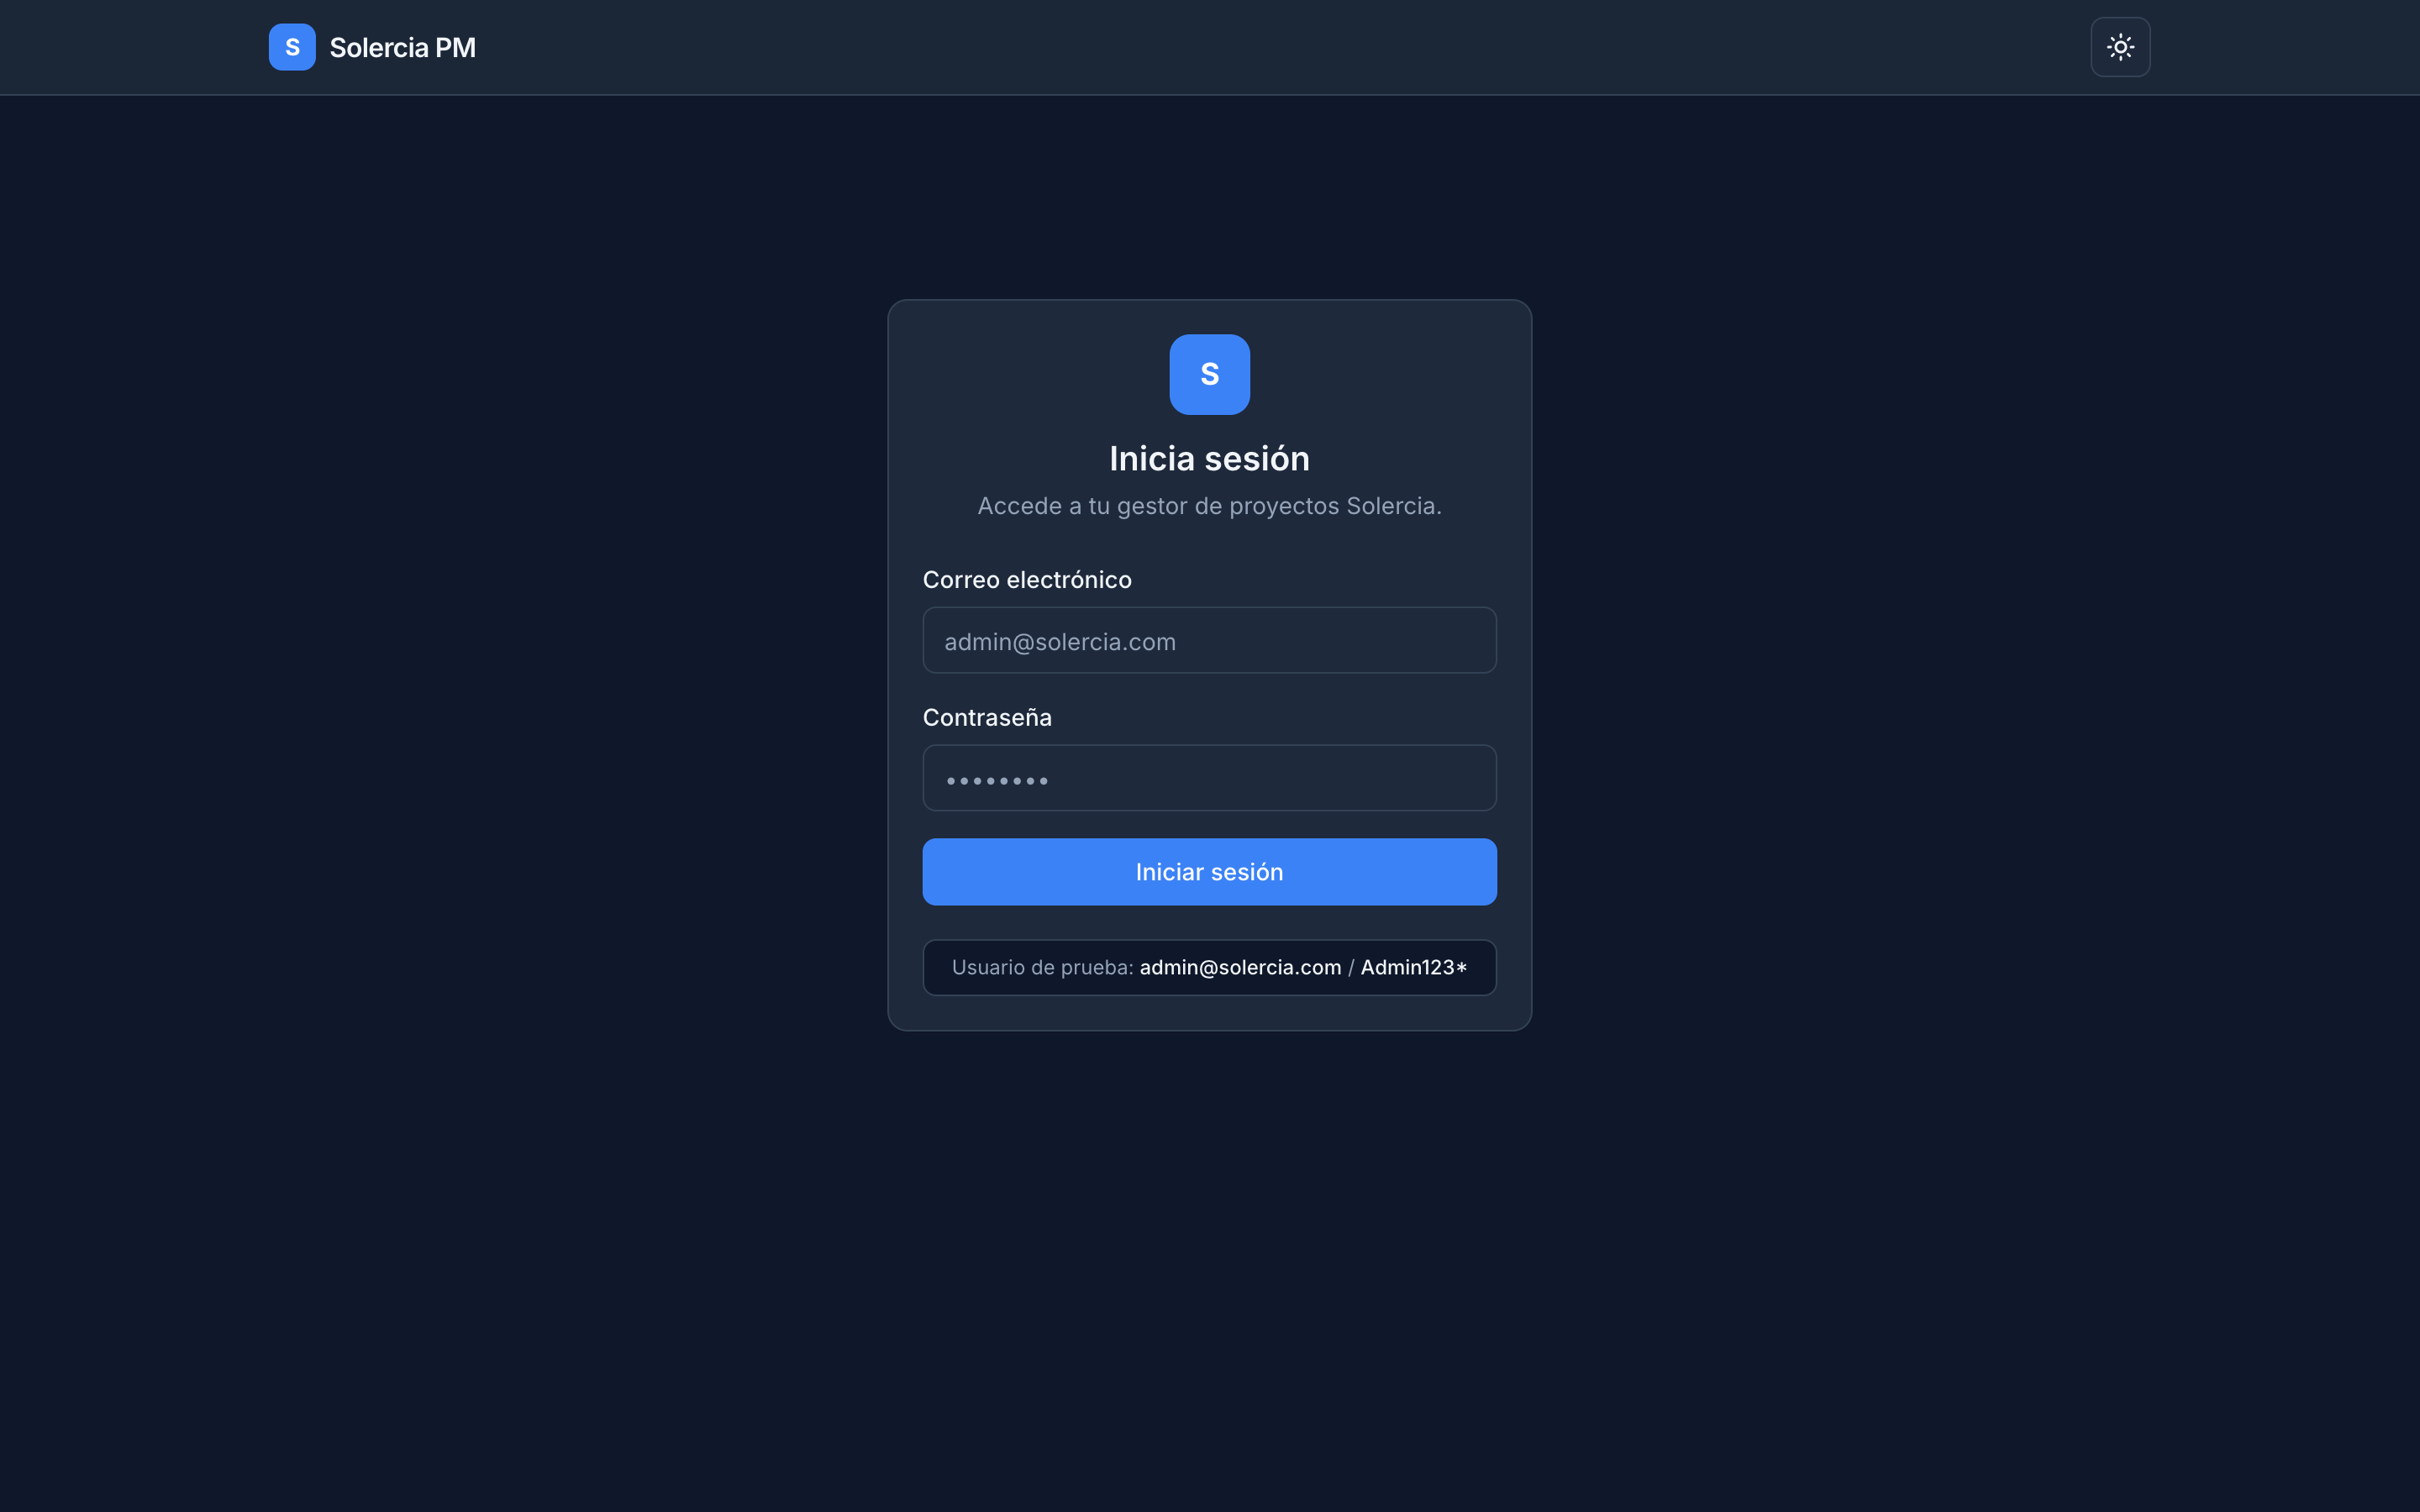 S Solercia PM
S
Inicia sesión
Accede a tu gestor de proyectos Solercia.
Correo electrónico
admin@solercia.com
Contraseña
••••••••
Iniciar sesión
Usuario de prueba: admin@solercia.com / Admin123*